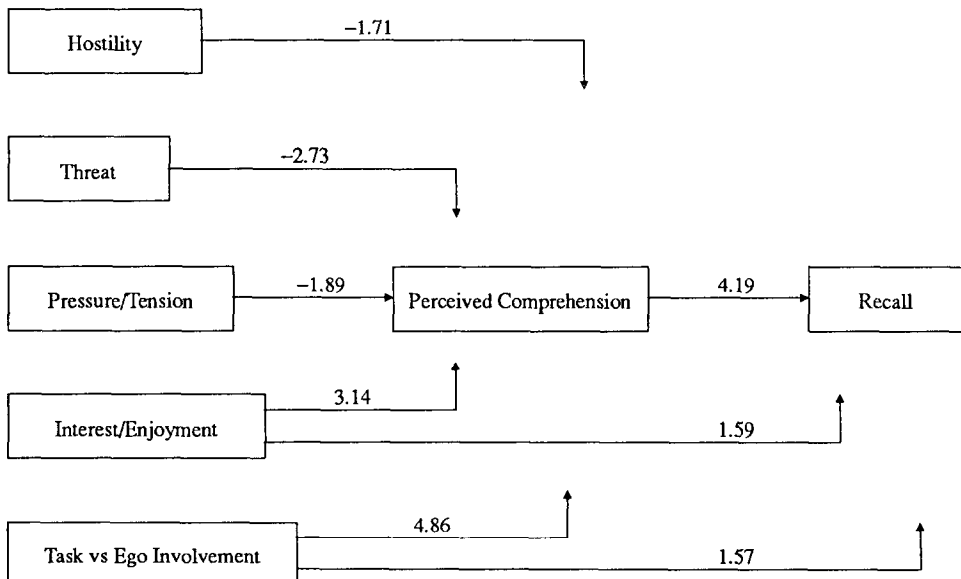 Hostility
−1.71
Threat
−2.73
Pressure/Tension
−1.89
Perceived Comprehension
4.19
Recall
Interest/Enjoyment
3.14
1.59
Task vs Ego Involvement
4.86
1.57